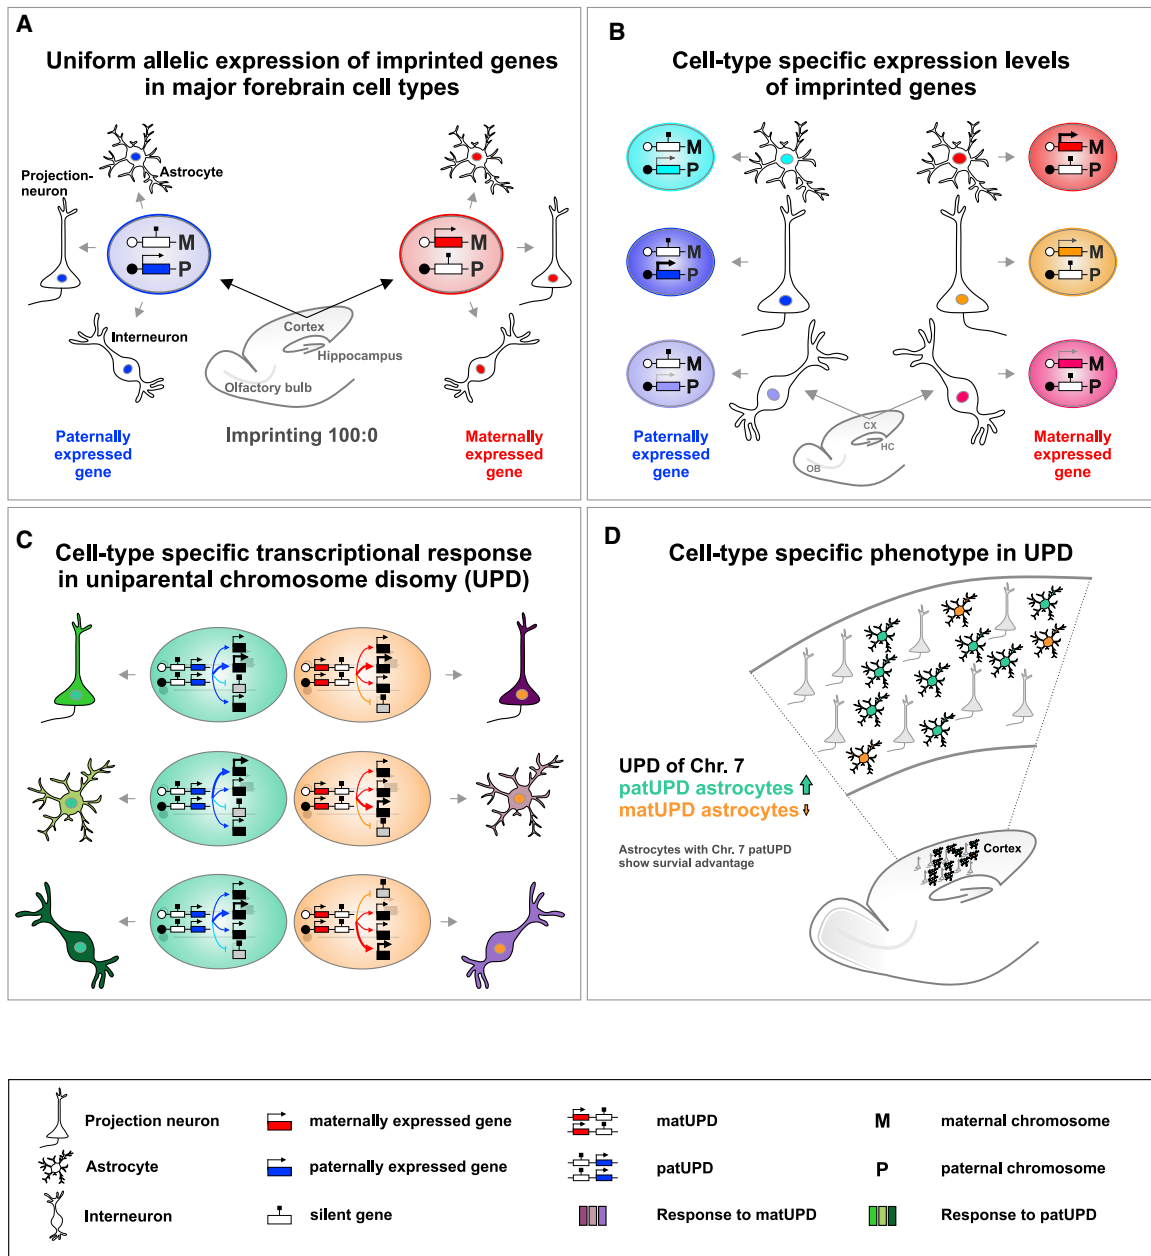 A
Uniform allelic expression of imprinted genes
in major forebrain cell types
Projection-
neuron
Astrocyte
M
P
M
P
Interneuron
Cortex
Hippocampus
Olfactory bulb
Paternally
expressed
gene
Imprinting 100:0
Maternally
expressed
gene
B
Cell-type specific expression levels
of imprinted genes
M
P
M
P
M
P
M
P
M
P
M
P
CX
HC
OB
Paternally
expressed
gene
Maternally
expressed
gene
C
Cell-type specific transcriptional response
in uniparental chromosome disomy (UPD)
D
Cell-type specific phenotype in UPD
UPD of Chr. 7
patUPD astrocytes
matUPD astrocytes
Astrocytes with Chr. 7 patUPD
show survial advantage
Cortex
Projection neuron
maternally expressed gene
matUPD
M
maternal chromosome
Astrocyte
paternally expressed gene
patUPD
P
paternal chromosome
Interneuron
silent gene
Response to matUPD
Response to patUPD